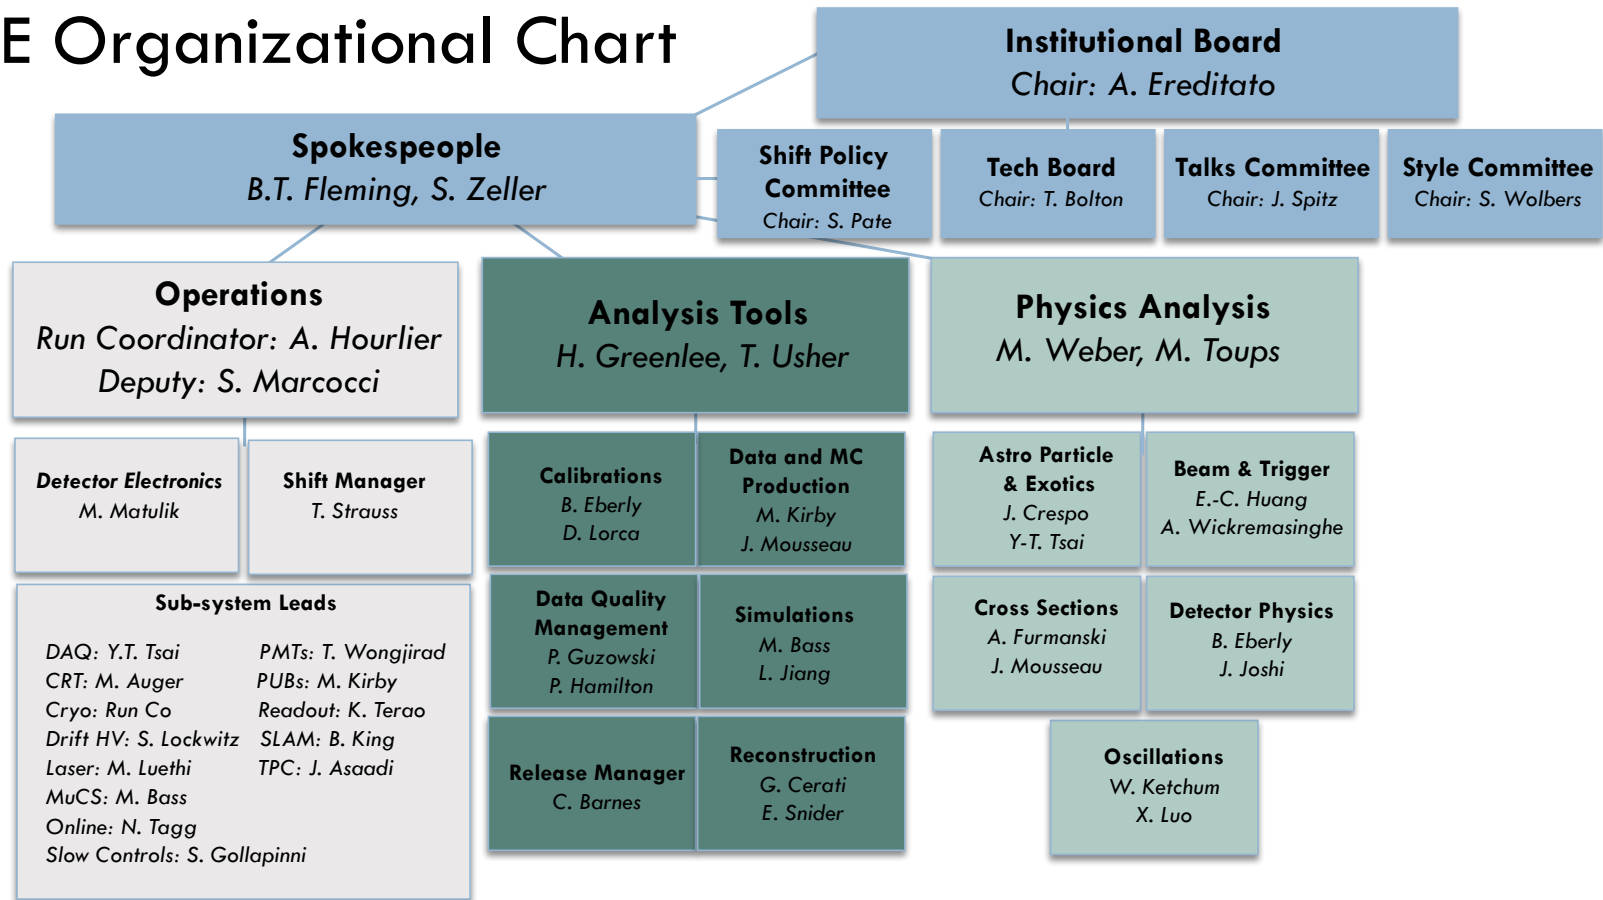 E Organizational Chart
Institutional Board
Chair: A. Ereditato
Spokespeople
B.T. Fleming, S. Zeller
Shift Policy
Committee
Chair: S. Pate
Tech Board
Chair: T. Bolton
Talks Committee
Chair: J. Spitz
Style Committee
Chair: S. Wolbers
Operations
Run Coordinator: A. Hourlier
Deputy: S. Marcocci
Analysis Tools
H. Greenlee, T. Usher
Physics Analysis
M. Weber, M. Toups
Detector Electronics
M. Matulik
Shift Manager
T. Strauss
Sub-system Leads
DAQ: Y.T. Tsai
CRT: M. Auger
Cryo: Run Co
Drift HV: S. Lockwitz
Laser: M. Luethi
MuCS: M. Bass
Online: N. Tagg
Slow Controls: S. Gollapinni
PMTs: T. Wongjirad
PUBs: M. Kirby
Readout: K. Terao
SLAM: B. King
TPC: J. Asaadi
Calibrations
B. Eberly
D. Lorca
Data and MC
Production
M. Kirby
J. Mousseau
Data Quality
Management
P. Guzowski
P. Hamilton
Simulations
M. Bass
L. Jiang
Release Manager
C. Barnes
Reconstruction
G. Cerati
E. Snider
Astro Particle
& Exotics
J. Crespo
Y-T. Tsai
Beam & Trigger
E.-C. Huang
A. Wickremasinghe
Cross Sections
A. Furmanski
J. Mousseau
Detector Physics
B. Eberly
J. Joshi
Oscillations
W. Ketchum
X. Luo